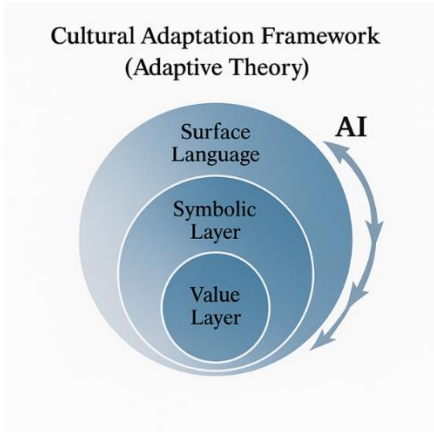 Cultural Adaptation Framework
(Adaptive Theory)
AI
Surface
Language
Symbolic
Layer
Value
Layer